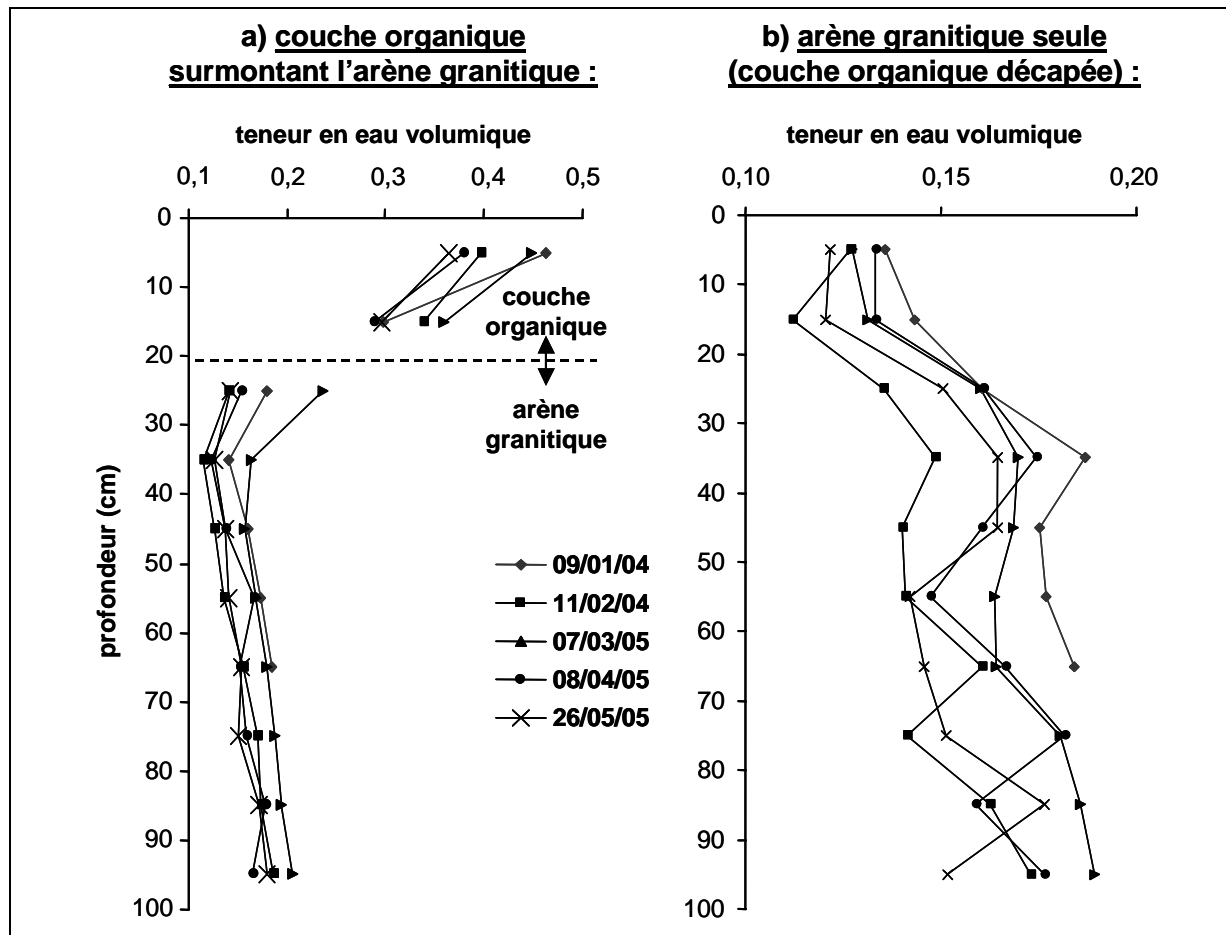 a) couche organique
surmontant l'arène granitique :
teneur en eau volumique
0,1 0,2 0,3 0,4 0,5
0
10
20
30
40
50
60
70
80
90
100
profondeur (cm)
couche
organique
arène
granitique
09/01/04
11/02/04
07/03/05
08/04/05
26/05/05
b) arène granitique seule
(couche organique décapée) :
teneur en eau volumique
0,10 0,15 0,20
0
10
20
30
40
50
60
70
80
90
100